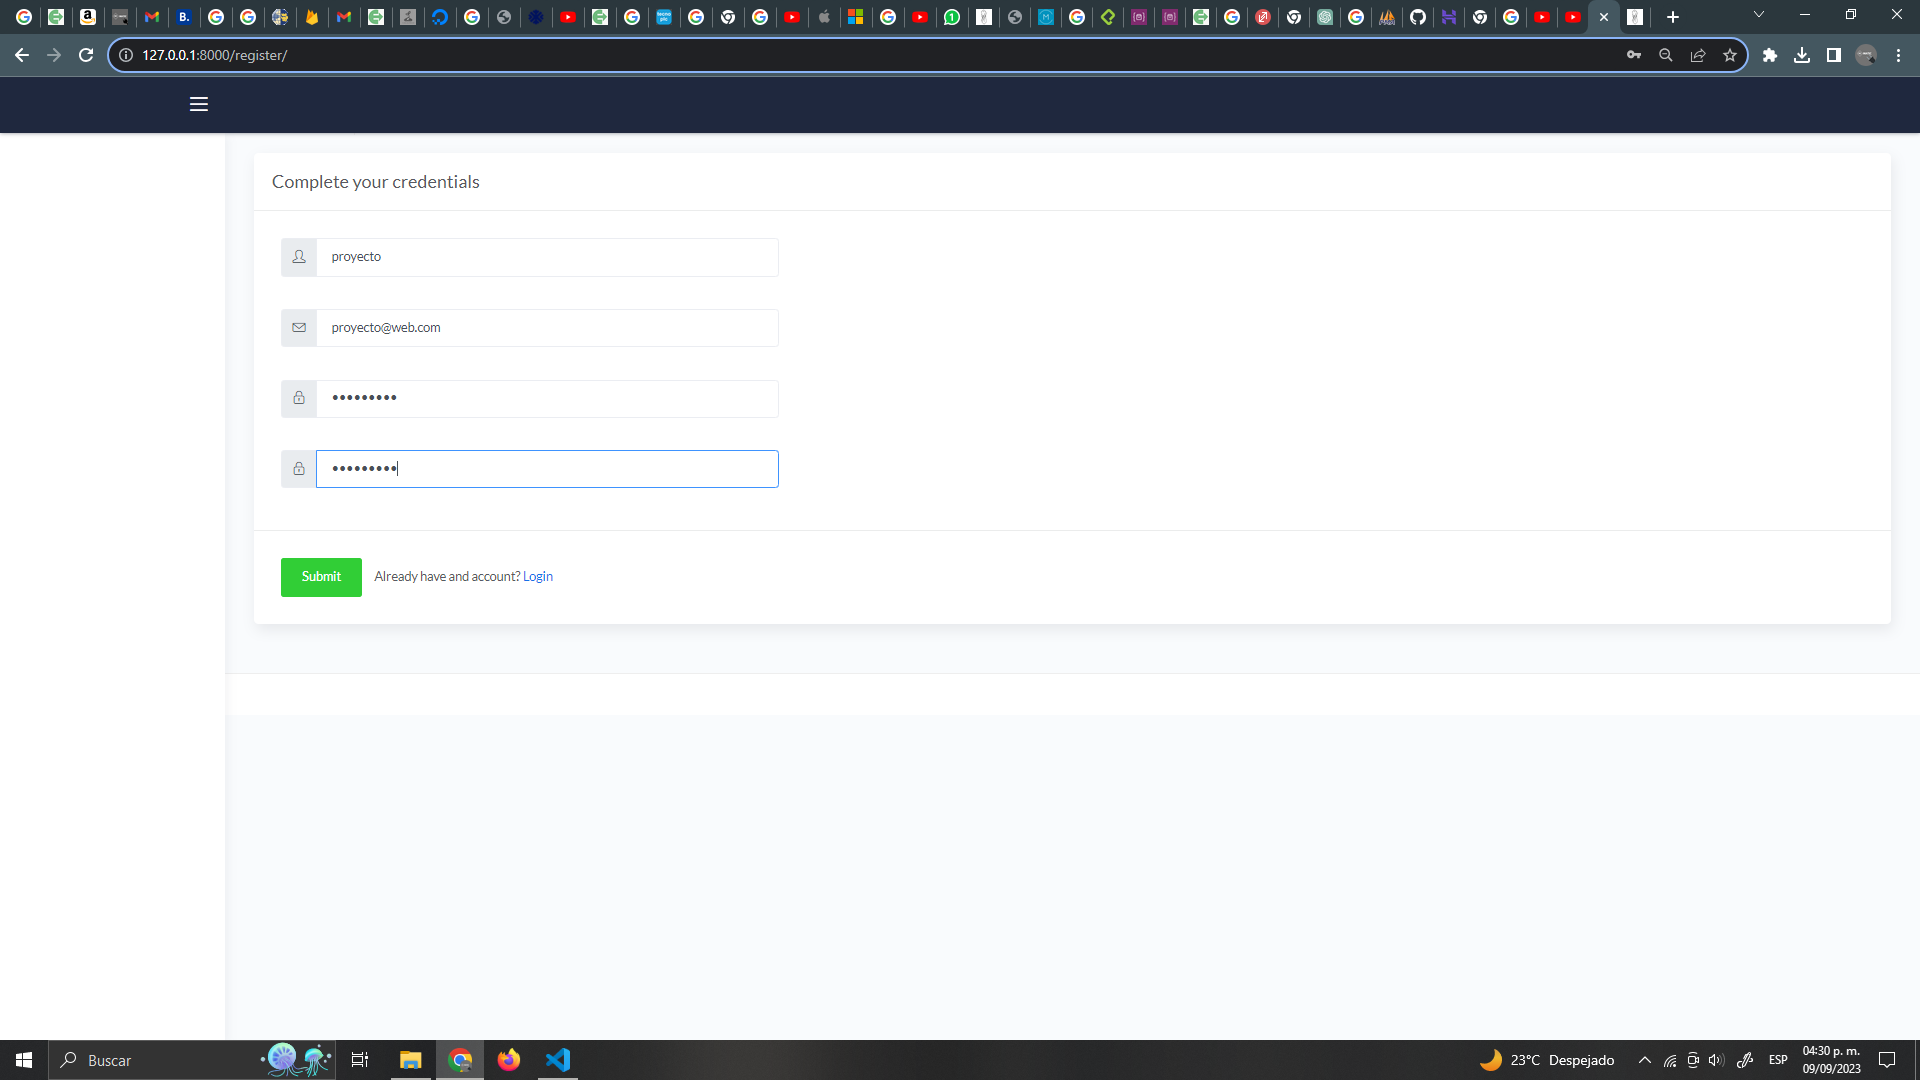 127.0.0.1:8000/register/
Complete your credentials
proyecto
proyecto@web.com
•••••••••
•••••••••
Submit Already have and account? Login
Buscar
23°C Despejado
ESP
04:30 p. m.
09/09/2023